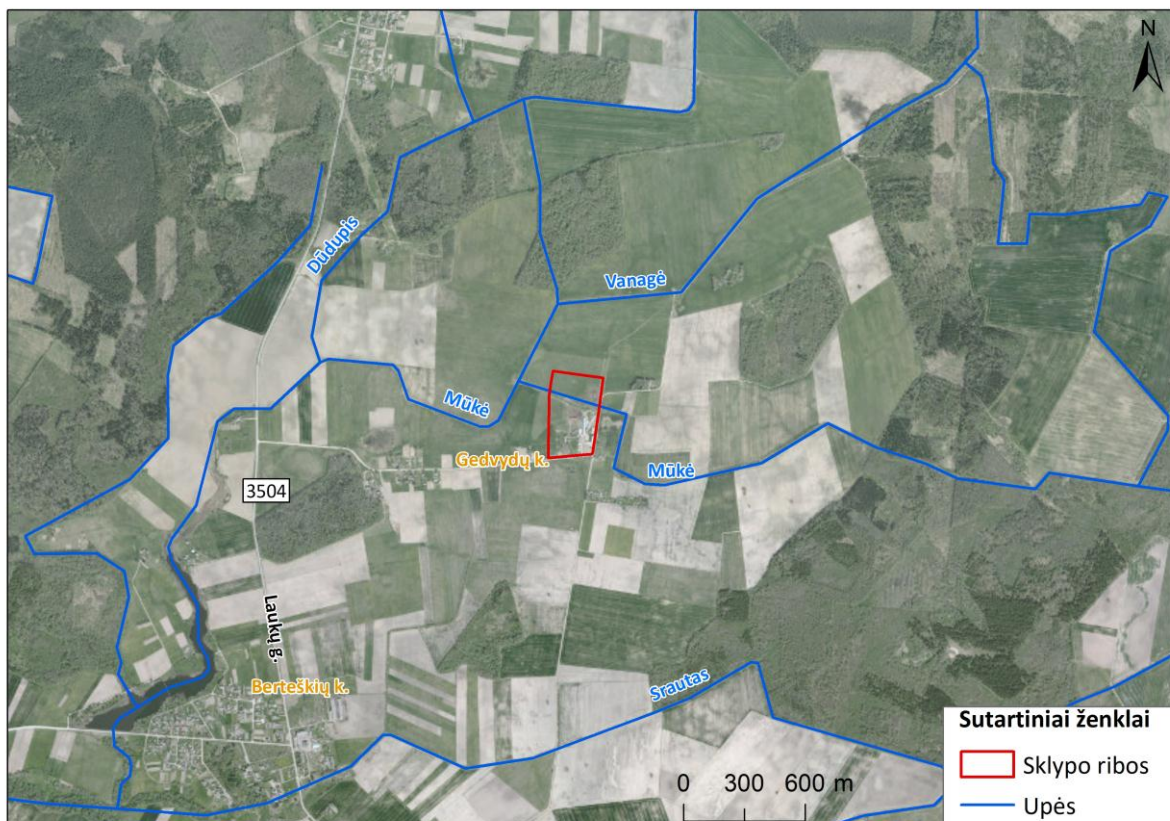 N
Dūdupis
Vanagė
Mūkė
Gedvydų k.
Mūkė
3504
Laukų g.
Berteškių k.
Srautas
0 300 600 m
Sutartiniai ženklai
Sklypo ribos
Upės